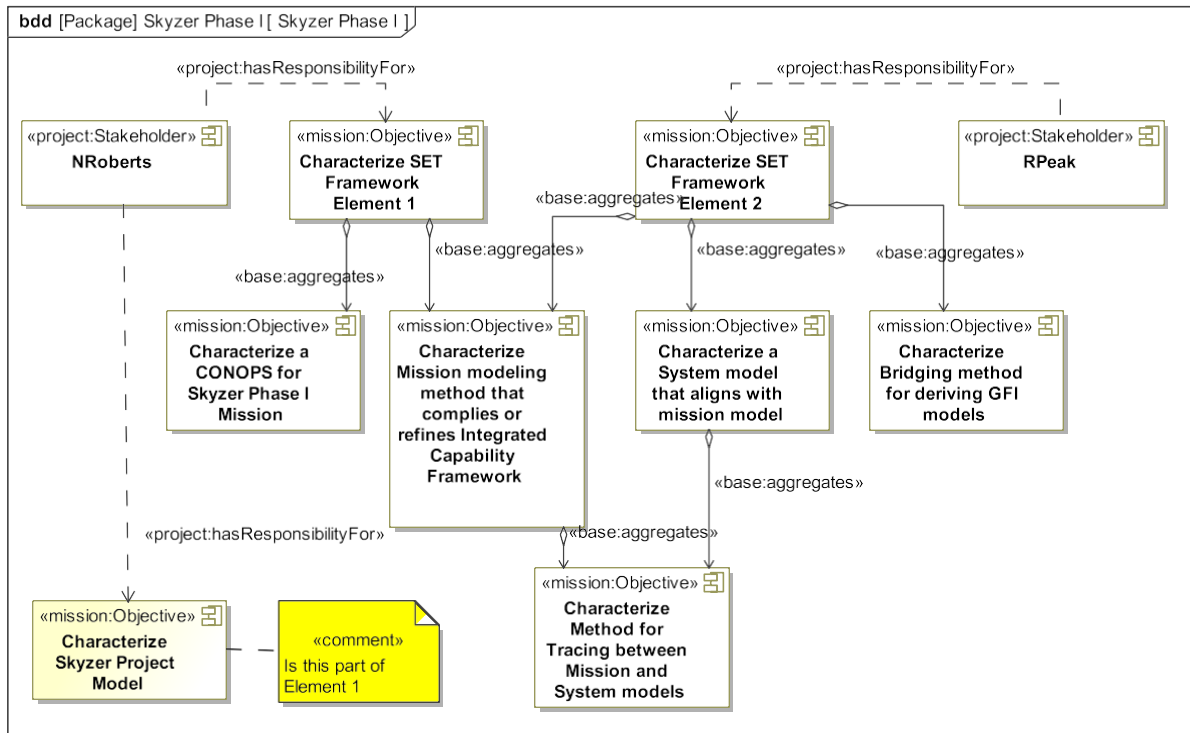 bdd [Package] Skyzer Phase I [ Skyzer Phase I ]
«project:hasResponsibilityFor»
«project:hasResponsibilityFor»
«project:Stakeholder»
NRoberts
«mission:Objective»
Characterize SET
Framework
Element 1
«mission:Objective»
Characterize SET
Framework
Element 2
«project:Stakeholder»
RPeak
«base:aggregates»
«base:aggregates»
«base:aggregates»
«base:aggregates»
«base:aggregates»
«mission:Objective»
Characterize a
CONOPS for
Skyzer Phase I
Mission
«mission:Objective»
Characterize
Mission modeling
method that
complies or
refines Integrated
Capability
Framework
«mission:Objective»
Characterize a
System model
that aligns with
mission model
«mission:Objective»
Characterize
Bridging method
for deriving GFI
models
«base:aggregates»
«project:hasResponsibilityFor»
«base:aggregates»
«mission:Objective»
Characterize
Skyzer Project
Model
«comment»
Is this part of
Element 1
«mission:Objective»
Characterize
Method for
Tracing between
Mission and
System models